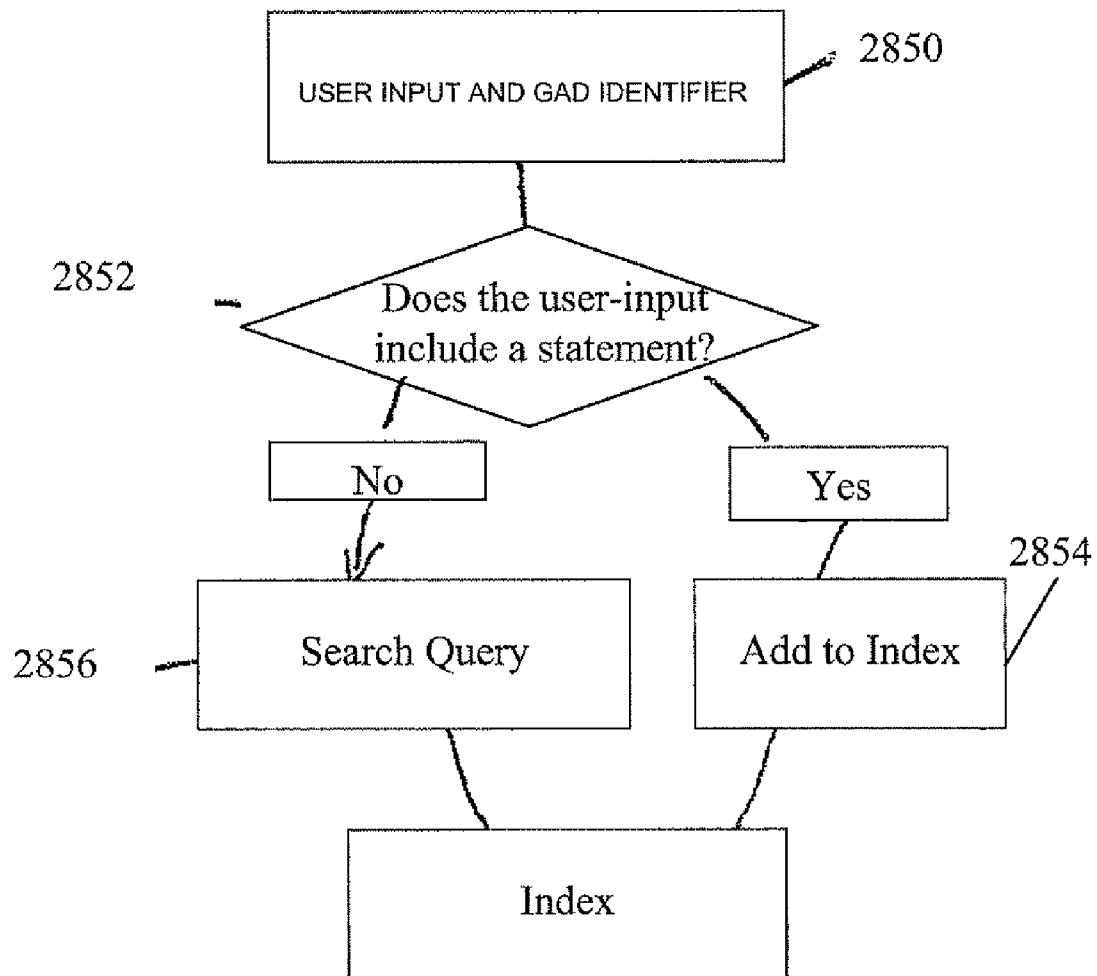 2850
USER INPUT AND GAD IDENTIFIER
2852
Does the user-input
include a statement?
No
Yes
2854
2856
Search Query
Add to Index
Index